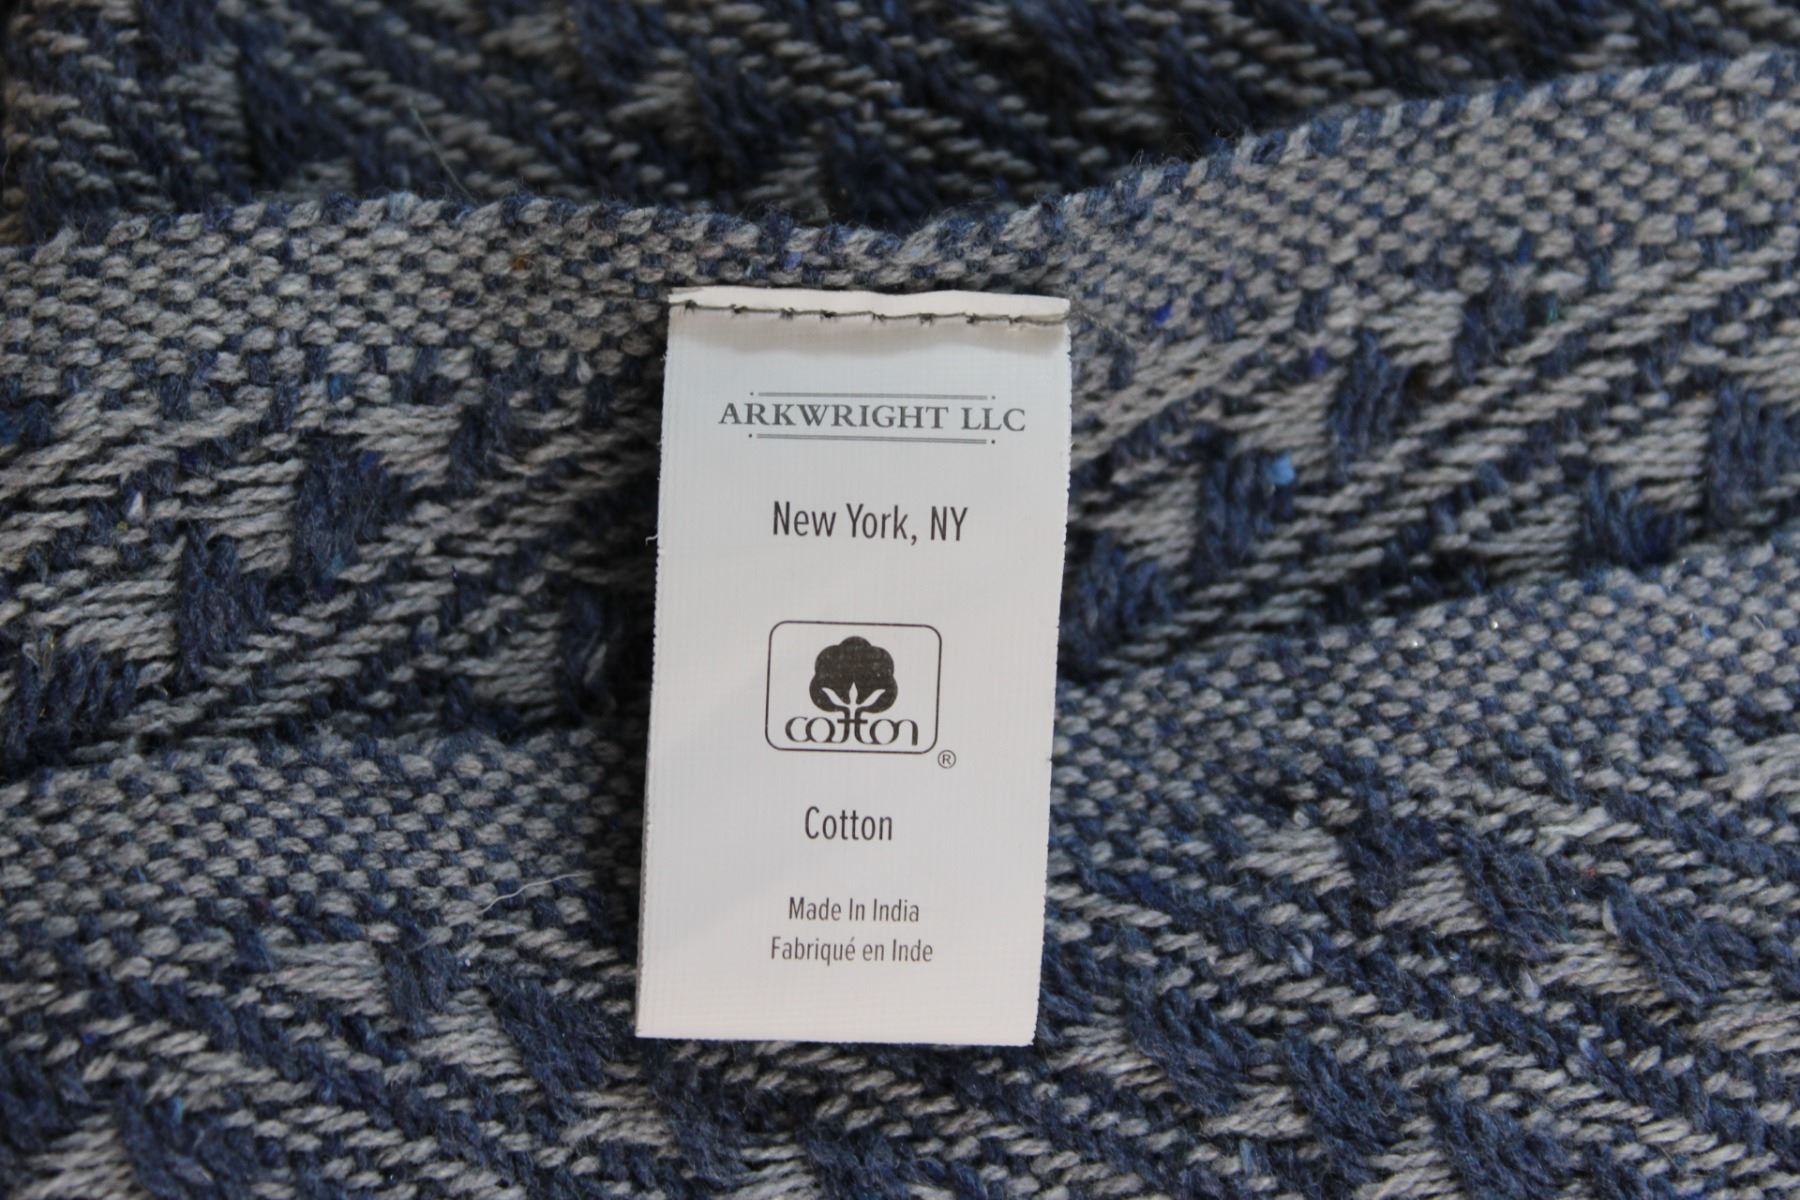 ARKWRIGHT LLC
New York, NY
cotton
®
Cotton
Made In India
Fabriqué en Inde